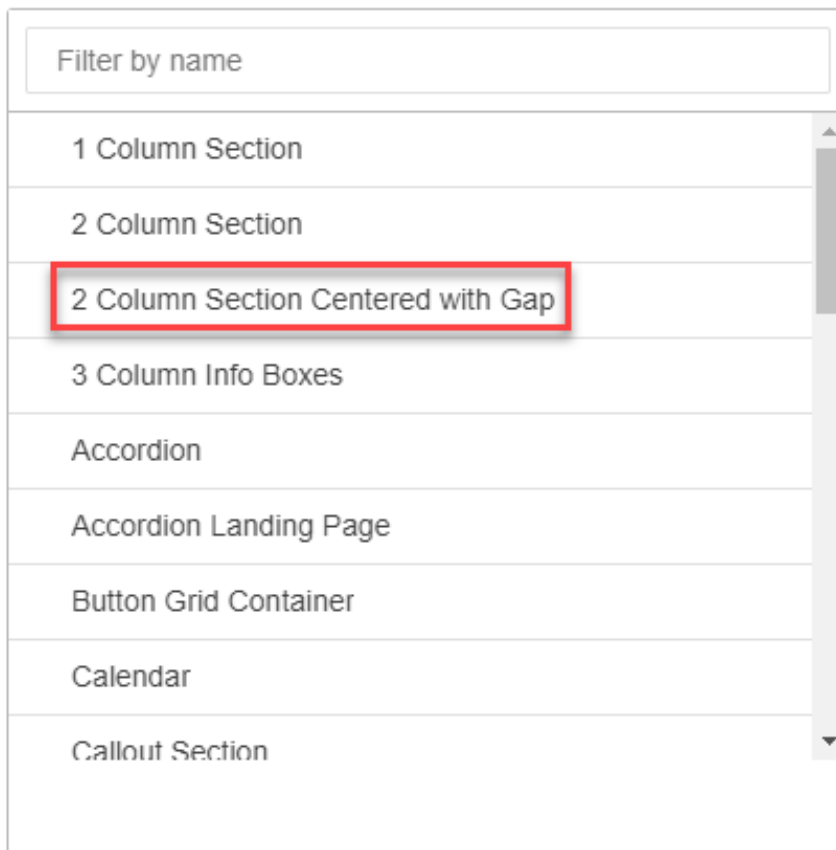 Filter by name
1 Column Section
2 Column Section
2 Column Section Centered with Gap
3 Column Info Boxes
Accordion
Accordion Landing Page
Button Grid Container
Calendar
Callout Section